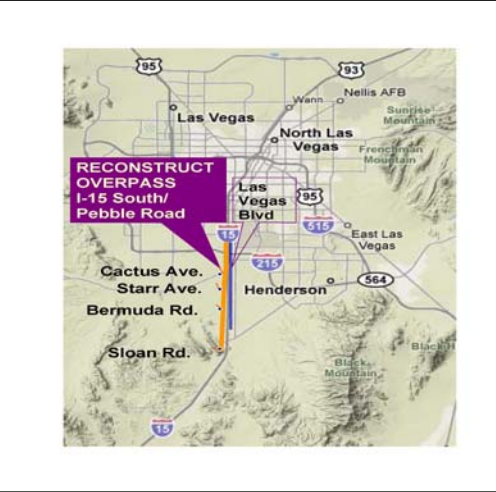 95
93
Nellis AFB
Wann
Las Vegas
Sunrise
Mountain
North Las
Vegas
Frenchman
Mountain
RECONSTRUCT
OVERPASS
I-15 South/
Pebble Road
Las
Vegas
Blvd
95
15
515
East Las
Vegas
215
Cactus Ave.
Starr Ave.
Henderson
564
Bermuda Rd.
Sloan Rd.
Black
Mountain
15